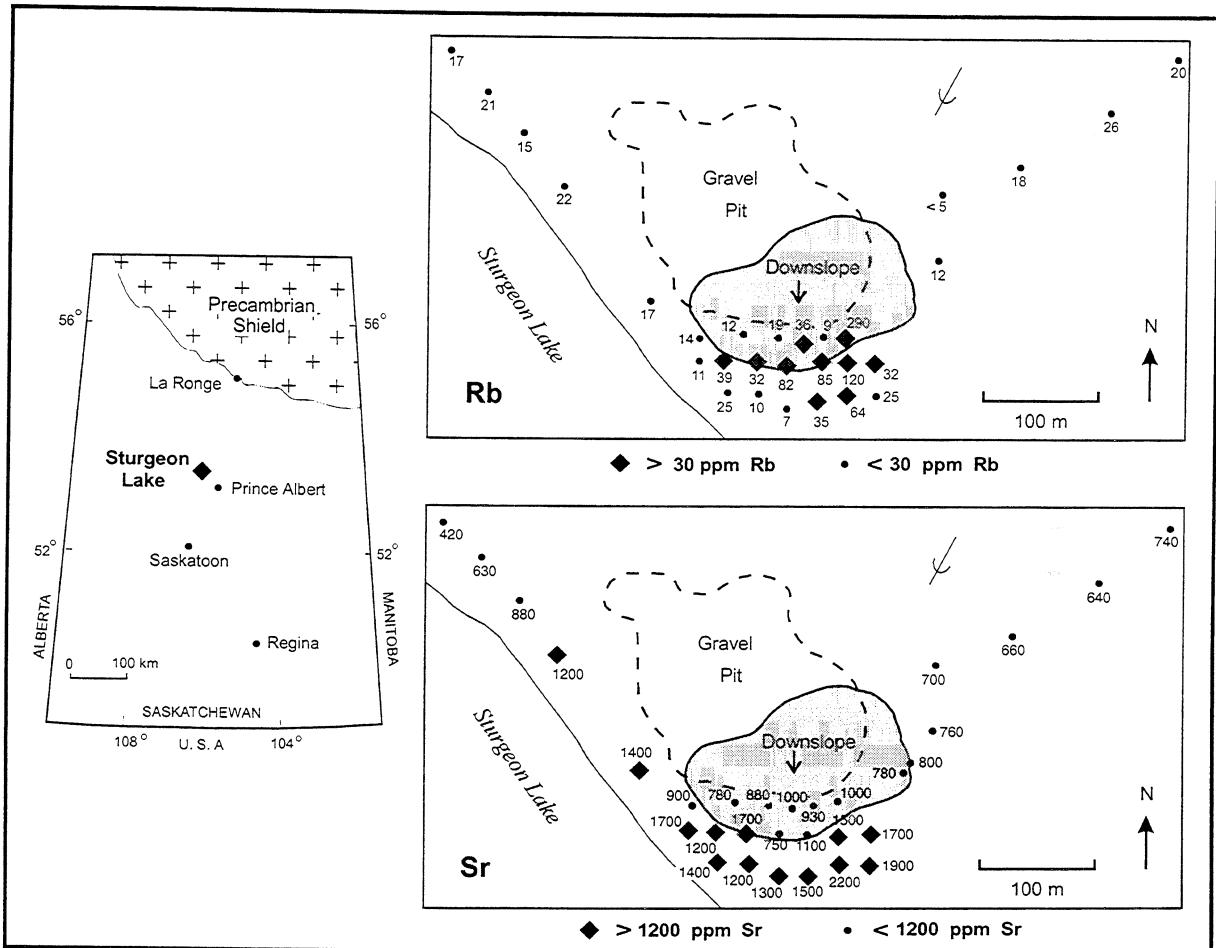 56°
56°
Precambrian
Shield
La Ronge
Sturgeon
Lake
Prince Albert
52°
52°
Saskatoon
ALBERTA
MANITOBA
Regina
0 100 km
SASKATCHEWAN
108° U.S.A 104°
17
20
21
26
15
18
22
Gravel
Pit
< 5
12
Downslope
Sturgeon Lake
17
12 19 36 9 290
14
11 39 32 82 85 120 32
25 10 7 35 64 25
Rb
N
100 m
> 30 ppm Rb < 30 ppm Rb
420
740
630
640
880
660
1200
Gravel
Pit
700
760
Downslope
Sturgeon Lake
1400
800
780
900 780 880 1000 930 1000
1700 1200 1700 750 1100 1300 1700
1400 1200 1300 1500 2200 1900
Sr
N
100 m
> 1200 ppm Sr < 1200 ppm Sr